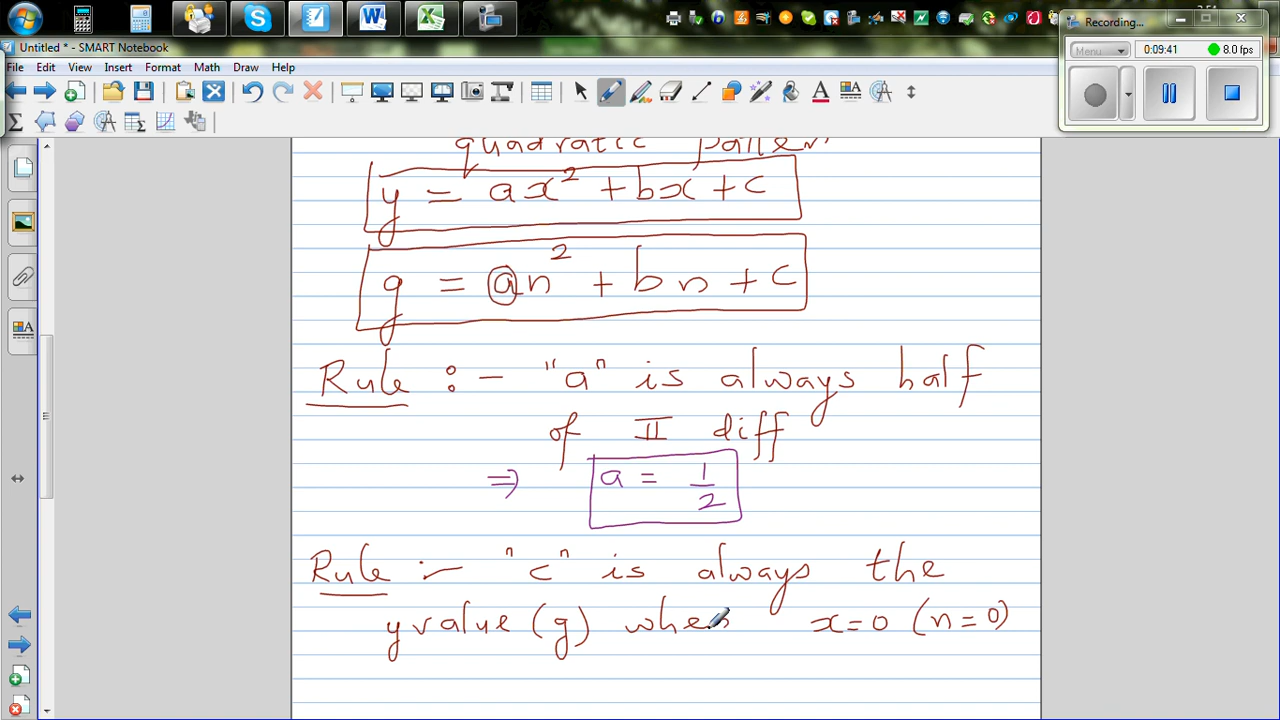 Recording...
Untitled * - SMART Notebook
Menu
0:09:41
8.0 fps
File Edit View Insert Format Math Draw Help
quadratic pattern
y = ax² + bx + c
g = an² + bn + c
Rule :- "a" is always half
of II diff
⇒ a = 1/2
Rule :- "c" is always the
y value (g) when x=0 (n=0)